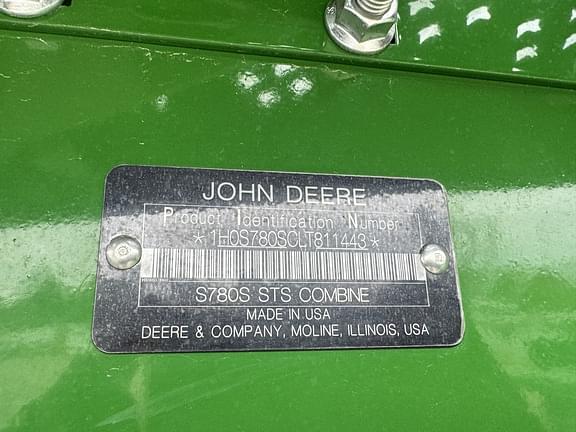 JOHN DEERE
Product Identification Number
*1H0S780SCLT811443*
S780S STS COMBINE
MADE IN USA
DEERE & COMPANY, MOLINE, ILLINOIS, USA